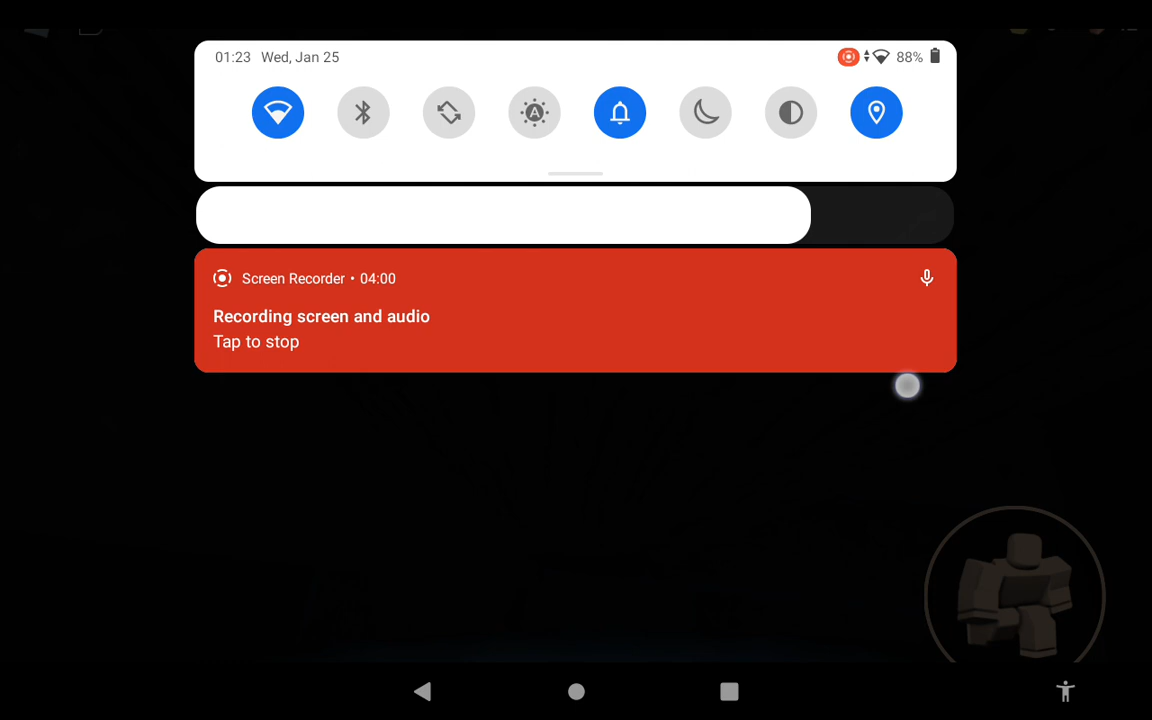 01:23 Wed, Jan 25 88%
Screen Recorder • 04:00
Recording screen and audio
Tap to stop